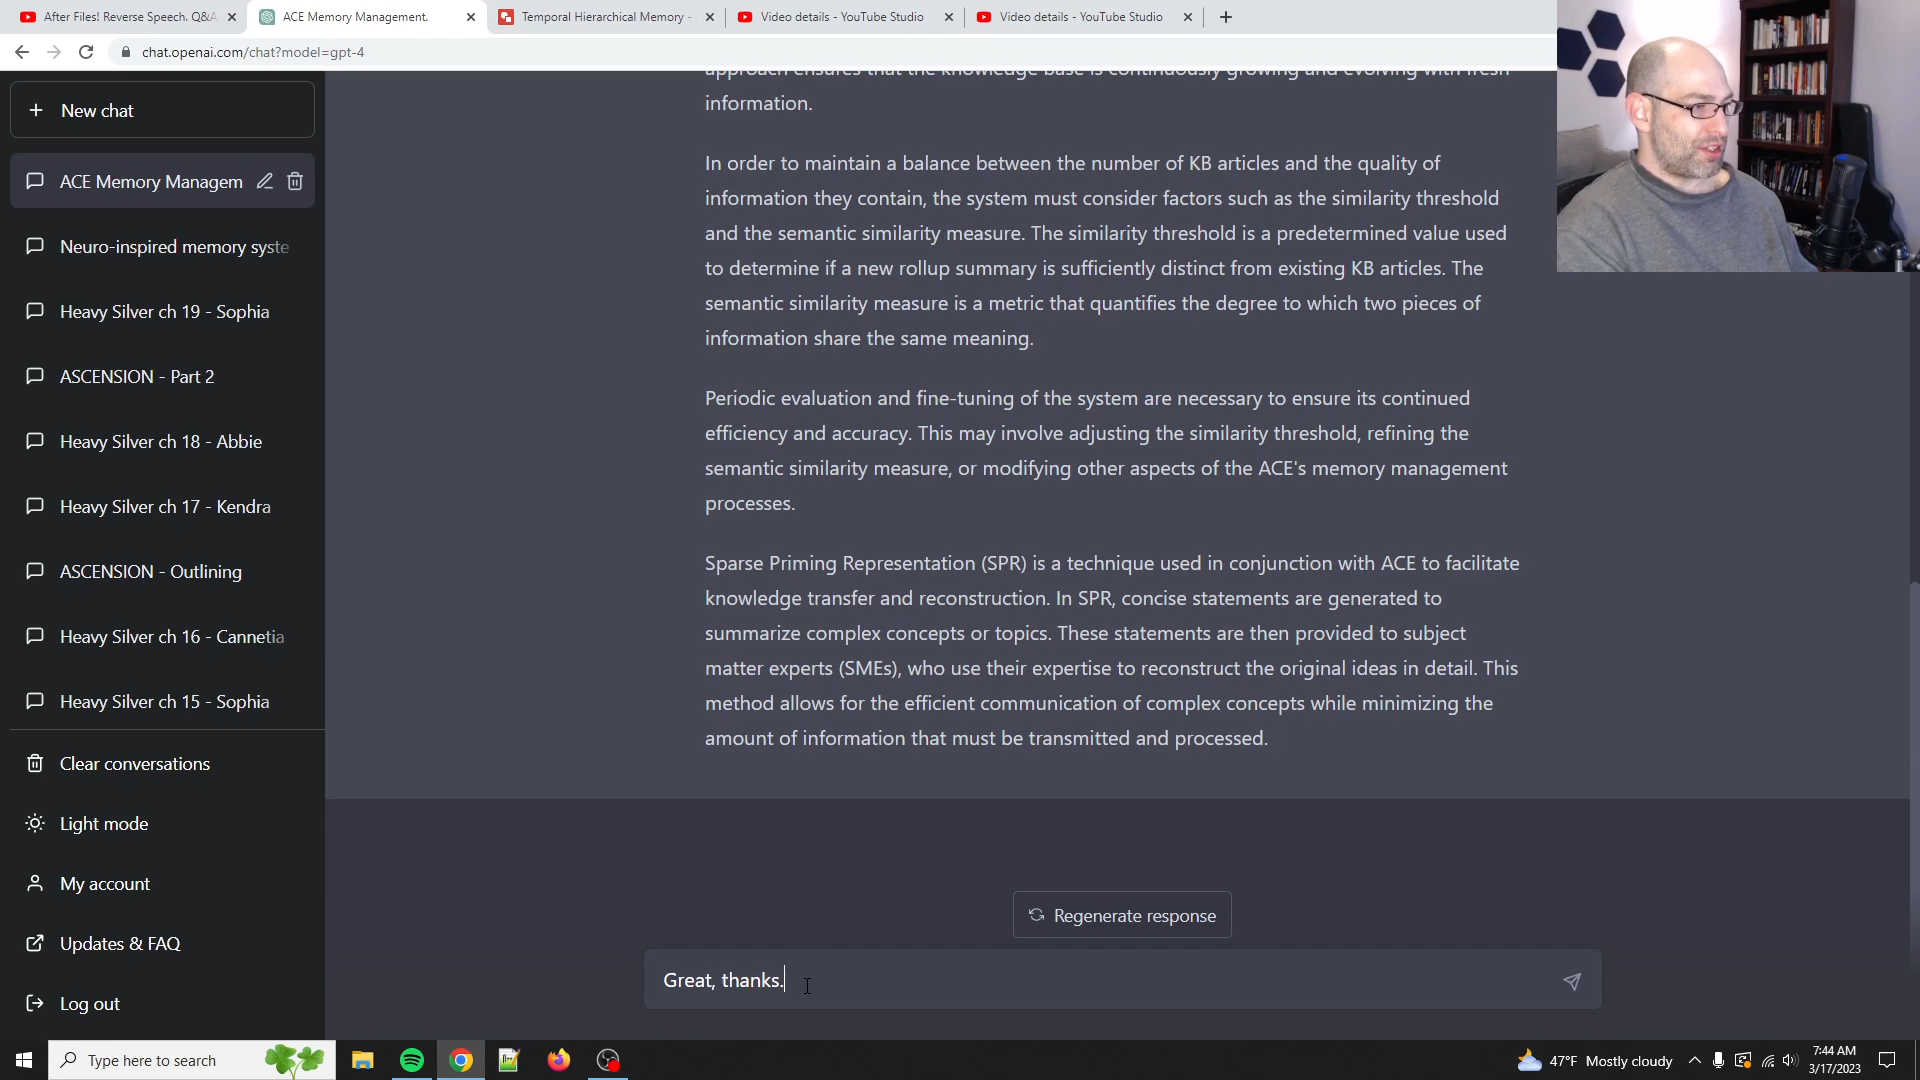 After Files! Reverse Speech. Q&A
ACE Memory Management.
Temporal Hierarchical Memory -
Video details - YouTube Studio
Video details - YouTube Studio
chat.openai.com/chat?model=gpt-4
New chat
ACE Memory Managem
Neuro-inspired memory syste
Heavy Silver ch 19 - Sophia
ASCENSION - Part 2
Heavy Silver ch 18 - Abbie
Heavy Silver ch 17 - Kendra
ASCENSION - Outlining
Heavy Silver ch 16 - Cannetia
Heavy Silver ch 15 - Sophia
Clear conversations
Light mode
My account
Updates & FAQ
Log out
approach ensures that the knowledge base is continuously growing and evolving with fresh
information.
In order to maintain a balance between the number of KB articles and the quality of
information they contain, the system must consider factors such as the similarity threshold
and the semantic similarity measure. The similarity threshold is a predetermined value used
to determine if a new rollup summary is sufficiently distinct from existing KB articles. The
semantic similarity measure is a metric that quantifies the degree to which two pieces of
information share the same meaning.
Periodic evaluation and fine-tuning of the system are necessary to ensure its continued
efficiency and accuracy. This may involve adjusting the similarity threshold, refining the
semantic similarity measure, or modifying other aspects of the ACE's memory management
processes.
Sparse Priming Representation (SPR) is a technique used in conjunction with ACE to facilitate
knowledge transfer and reconstruction. In SPR, concise statements are generated to
summarize complex concepts or topics. These statements are then provided to subject
matter experts (SMEs), who use their expertise to reconstruct the original ideas in detail. This
method allows for the efficient communication of complex concepts while minimizing the
amount of information that must be transmitted and processed.
Regenerate response
Great, thanks.
Type here to search
47°F Mostly cloudy
7:44 AM
3/17/2023